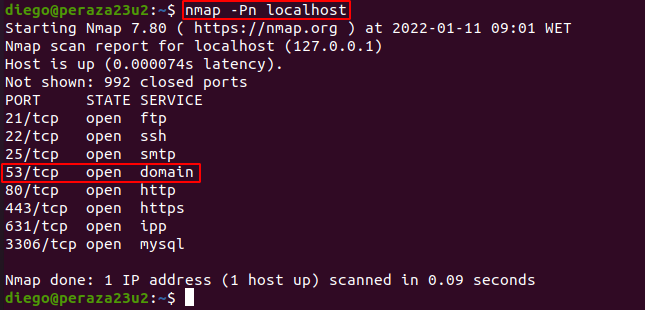 diego@peraza23u2:~$ nmap -Pn localhost
Starting Nmap 7.80 ( https://nmap.org ) at 2022-01-11 09:01 WET
Nmap scan report for localhost (127.0.0.1)
Host is up (0.000074s latency).
Not shown: 992 closed ports
PORT     STATE SERVICE
21/tcp   open  ftp
22/tcp   open  ssh
25/tcp   open  smtp
53/tcp   open  domain
80/tcp   open  http
443/tcp  open  https
631/tcp  open  ipp
3306/tcp open  mysql

Nmap done: 1 IP address (1 host up) scanned in 0.09 seconds
diego@peraza23u2:~$